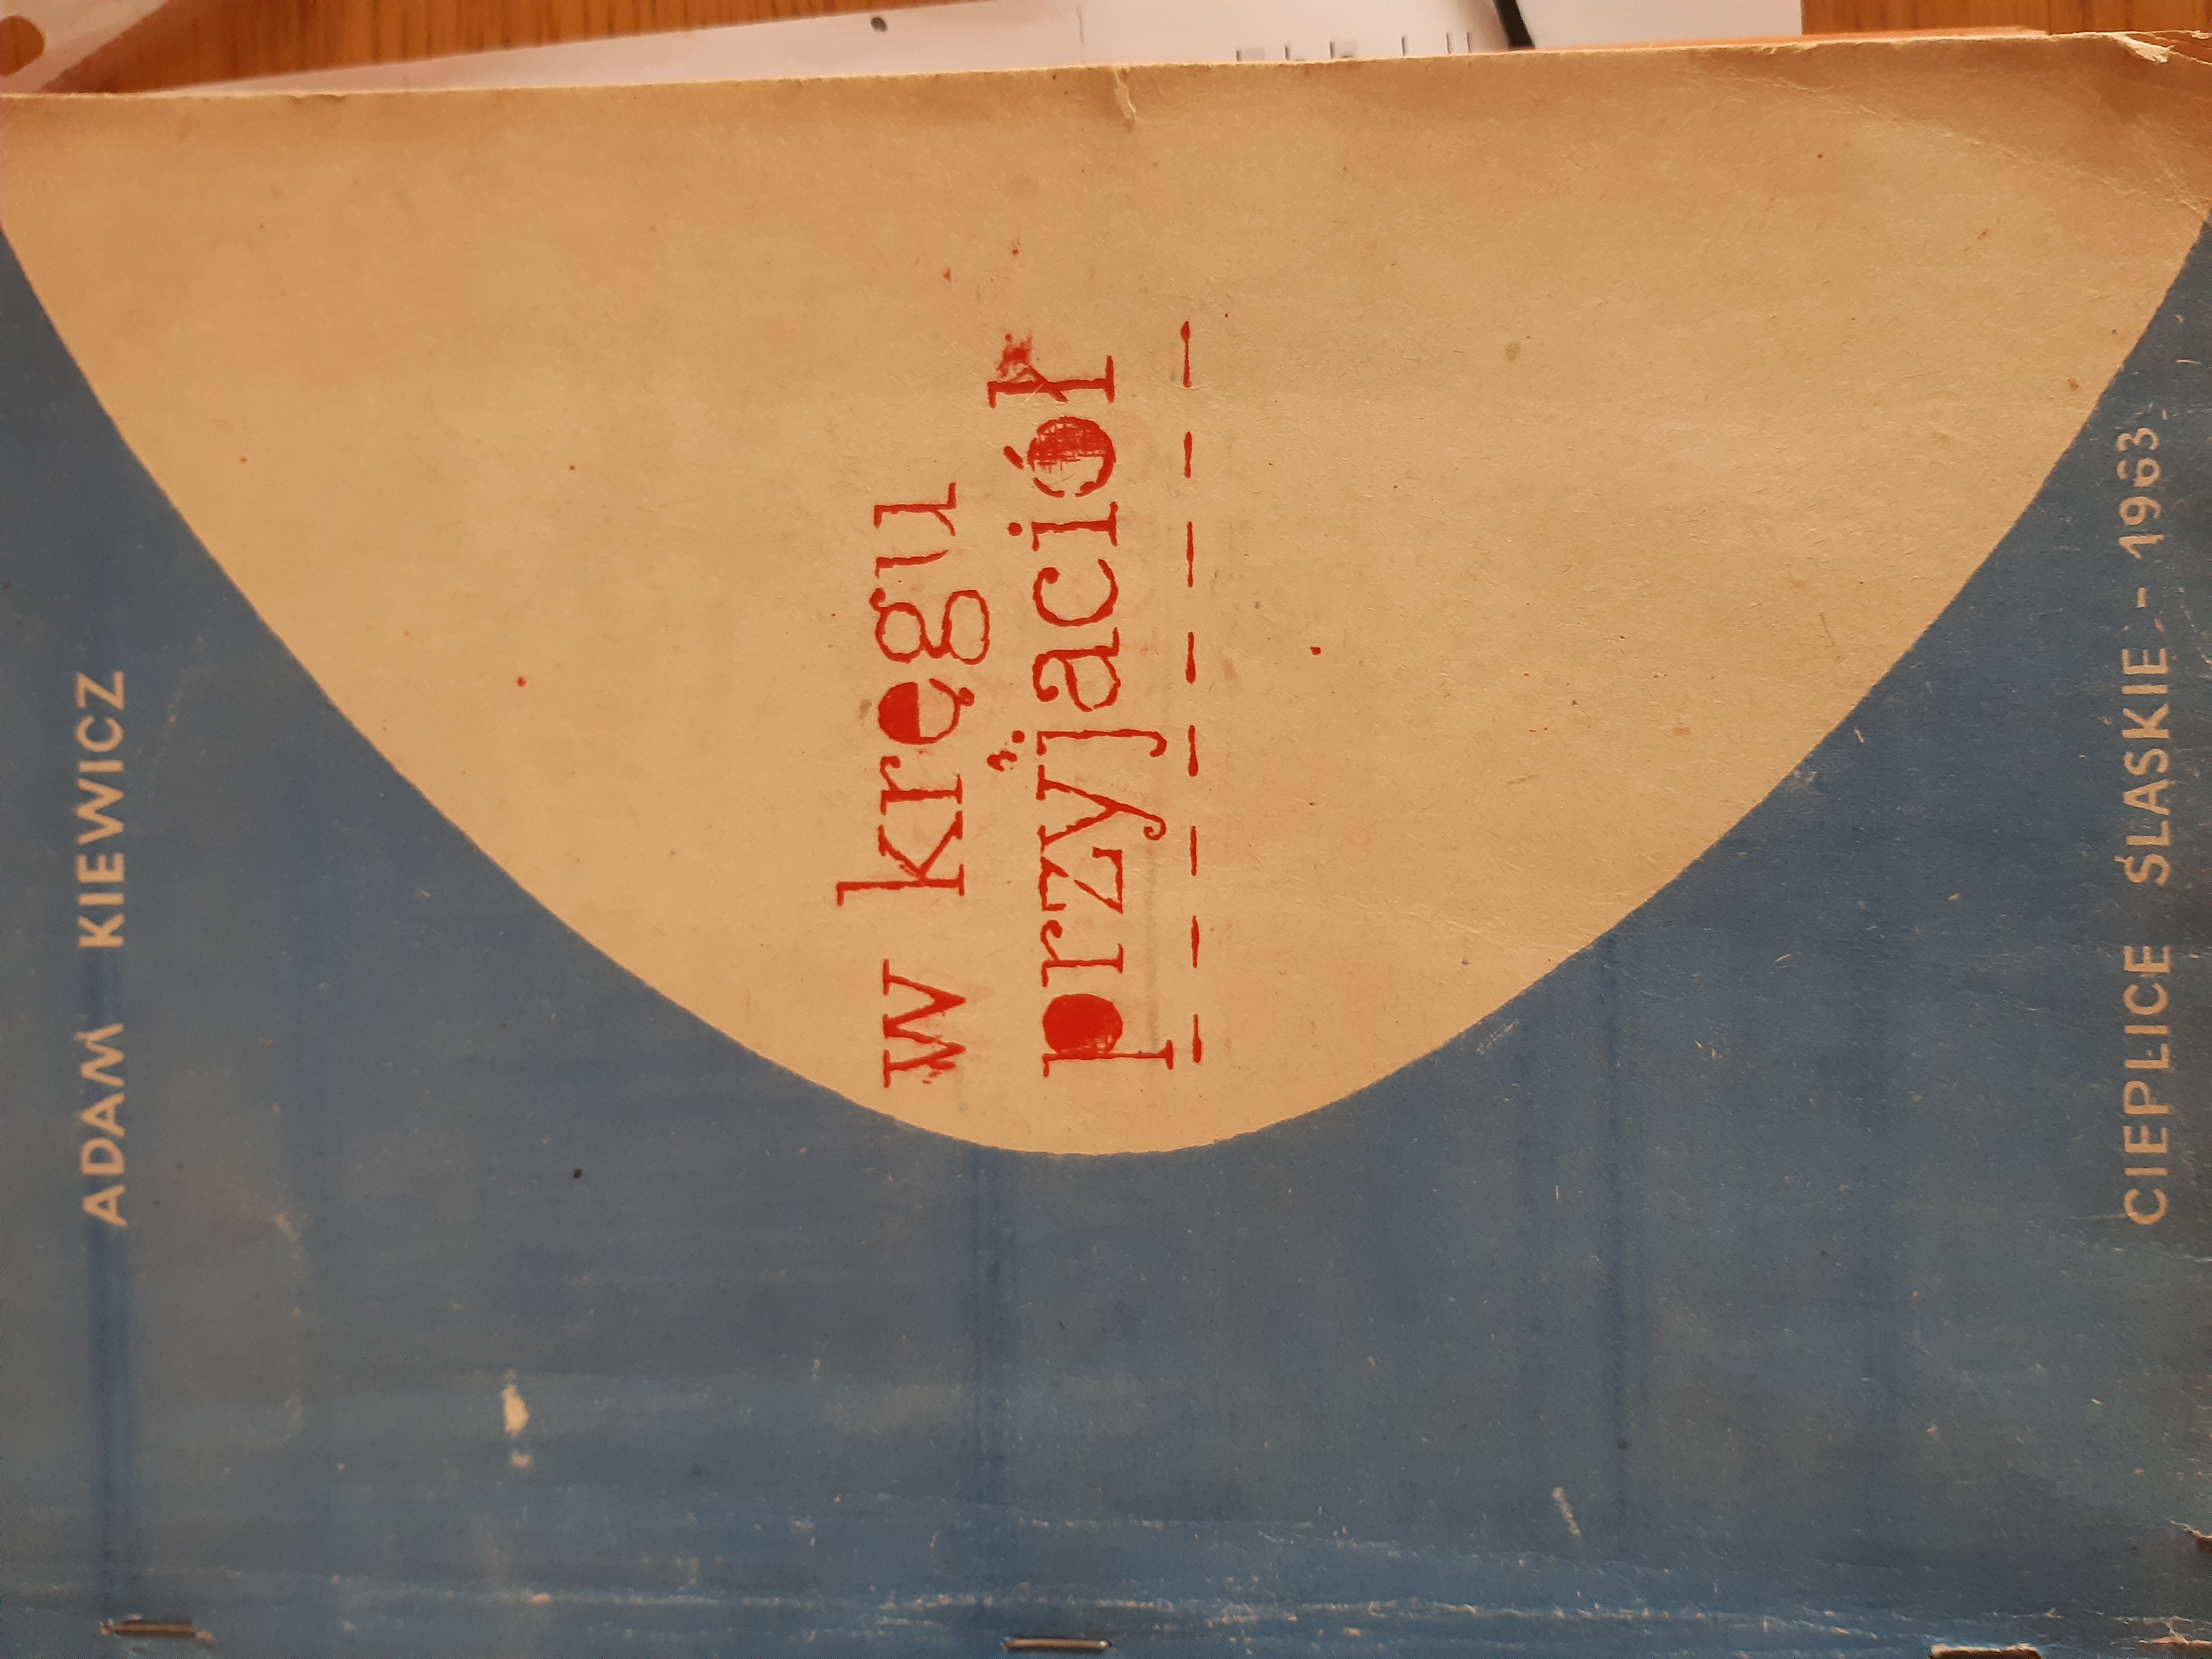 ADAM KIEWICZ
w kręgu
przyjaciół
CIEPLICE ŚLĄSKIE - 1963